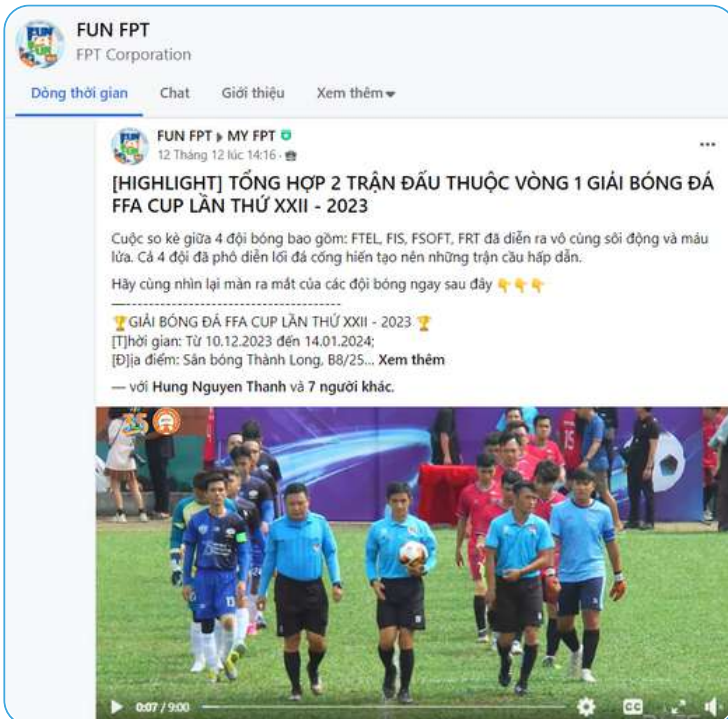 FUN FPT
FPT Corporation
Dòng thời gian Chat Giới thiệu Xem thêm
FUN FPT ▸ MY FPT
12 Tháng 12 lúc 14:16 ·
[HIGHLIGHT] TỔNG HỢP 2 TRẬN ĐẤU THUỘC VÒNG 1 GIẢI BÓNG ĐÁ
FFA CUP LẦN THỨ XXII - 2023
Cuộc so kè giữa 4 đội bóng bao gồm: FTEL, FIS, FSOFT, FRT đã diễn ra vô cùng sôi động và máu
lửa. Cả 4 đội đã phô diễn lối đá cống hiến tạo nên những trận cầu hấp dẫn.
Hãy cùng nhìn lại màn ra mắt của các đội bóng ngay sau đây 👇👇👇
—---------------------------------------
🏆GIẢI BÓNG ĐÁ FFA CUP LẦN THỨ XXII - 2023 🏆
[T]hời gian: Từ 10.12.2023 đến 14.01.2024;
[Đ]ịa điểm: Sân bóng Thành Long, B8/25... Xem thêm
— với Hung Nguyen Thanh và 7 người khác.
35
15
13
0:07 / 9:00
CC